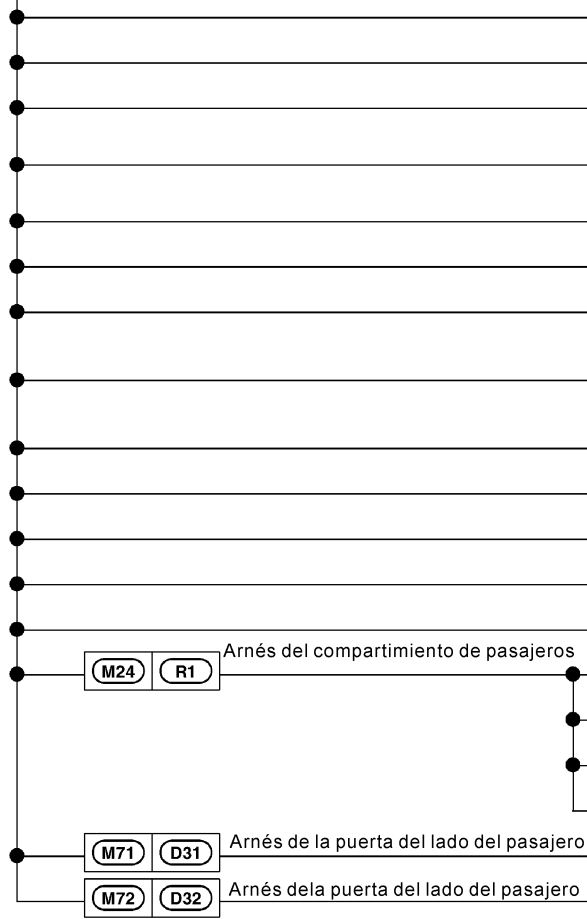 Arnés del compartimiento de pasajeros
M24 R1
Arnés de la puerta del lado del pasajero
M71 D31
Arnés dela puerta del lado del pasajero
M72 D32